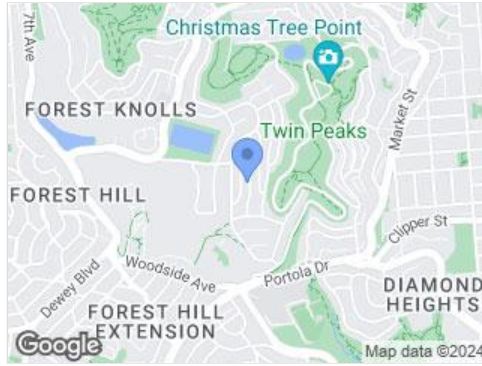 7th Ave
Christmas Tree Point
FOREST KNOLLS
Twin Peaks
Market St
FOREST HILL
Clipper St
Dewey Blvd
Woodside Ave
Portola Dr
DIAMOND
HEIGHTS
FOREST HILL
EXTENSION
Google
Map data ©2024